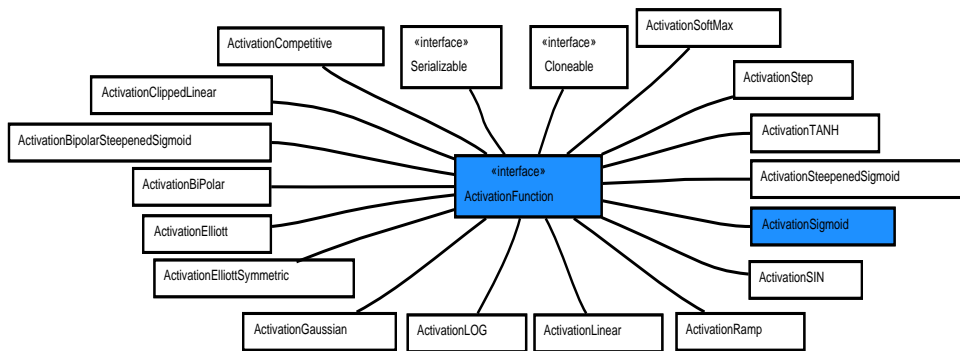 ActivationSoftMax
ActivationCompetitive
«interface»
Serializable
«interface»
Cloneable
ActivationStep
ActivationClippedLinear
ActivationTANH
ActivationBipolarSteepenedSigmoid
«interface»
ActivationFunction
ActivationSteepenedSigmoid
ActivationBiPolar
ActivationSigmoid
ActivationElliott
ActivationElliottSymmetric
ActivationSIN
ActivationGaussian
ActivationLOG
ActivationLinear
ActivationRamp